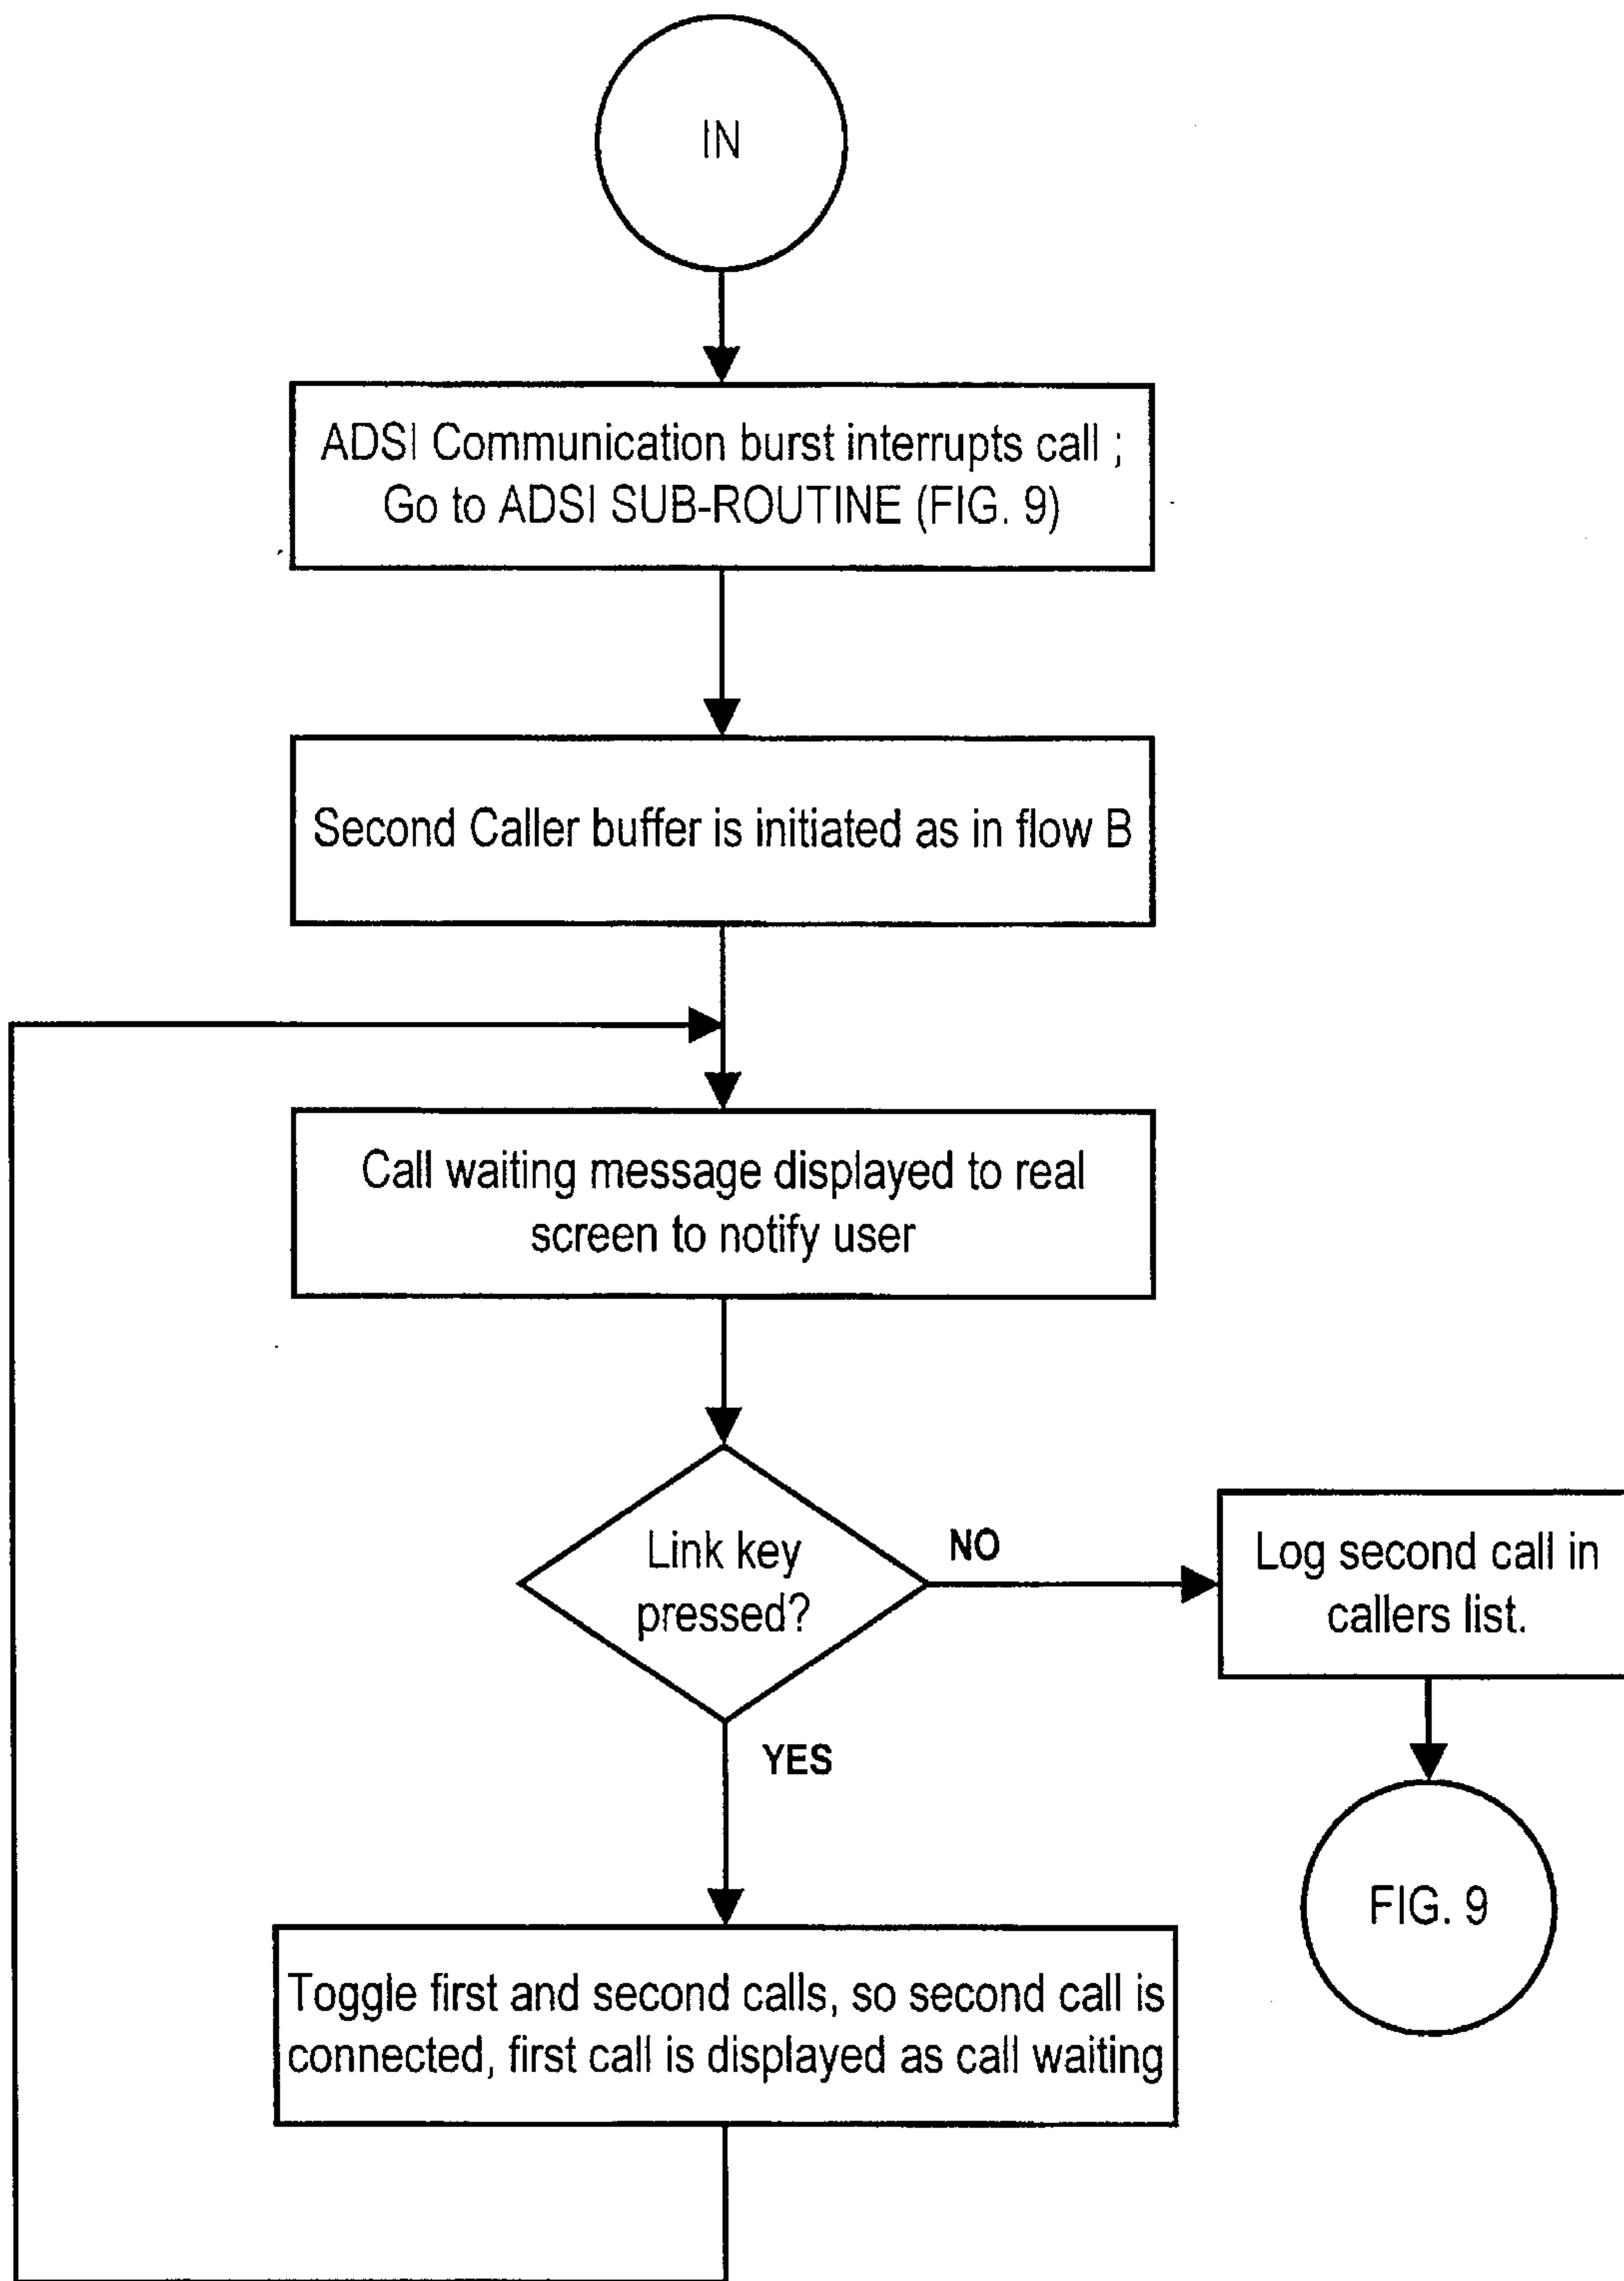 IN
ADSI Communication burst interrupts call ;
Go to ADSI SUB-ROUTINE (FIG. 9)
Second Caller buffer is initiated as in flow B
Call waiting message displayed to real
screen to notify user
Link key
pressed?
NO
Log second call in
callers list.
YES
FIG. 9
Toggle first and second calls, so second call is
connected, first call is displayed as call waiting